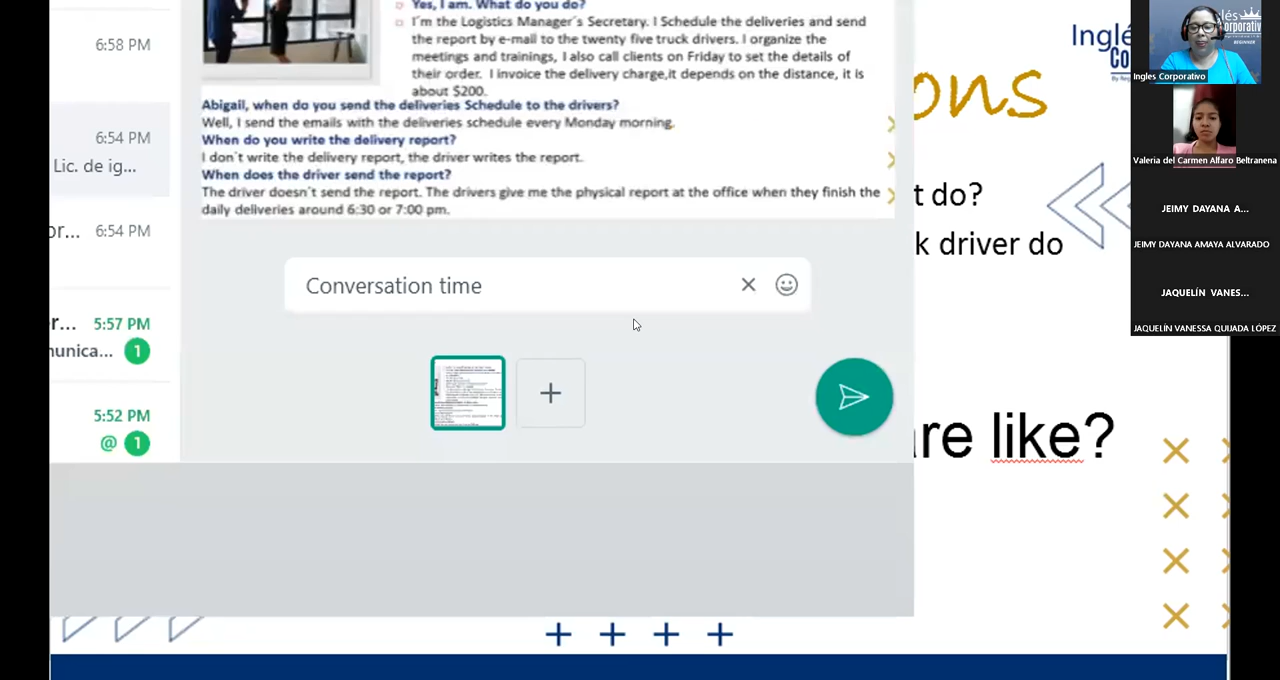 6:58 PM
6:54 PM
Lic. de ig...
or...
6:54 PM
er...
5:57 PM
nunica...
1
5:52 PM
@
1
Yes, I am. What do you do?
I´m the Logistics Manager´s Secretary. I Schedule the deliveries and send
the report by e-mail to the twenty five truck drivers. I organize the
meetings and trainings, I also call clients on Friday to set the details of
their order. I invoice the delivery charge,it depends on the distance, it is
about $200.
Abigail, when do you send the deliveries Schedule to the drivers?
Well, I send the emails with the deliveries schedule every Monday morning.
When do you write the delivery report?
I don´t write the delivery report, the driver writes the report.
When does the driver send the report?
The driver doesn´t send the report. The drivers give me the physical report at the office when they finish the
daily deliveries around 6:30 or 7:00 pm.
Conversation time
Inglé
Co
ons
t do?
k driver do
are like?
Ingles Corporativo
Valeria del Carmen Alfaro Beltranena
JEIMY DAYANA A...
JEIMY DAYANA AMAYA ALVARADO
JAQUELÍN VANES...
JAQUELÍN VANESSA QUIJADA LÓPEZ